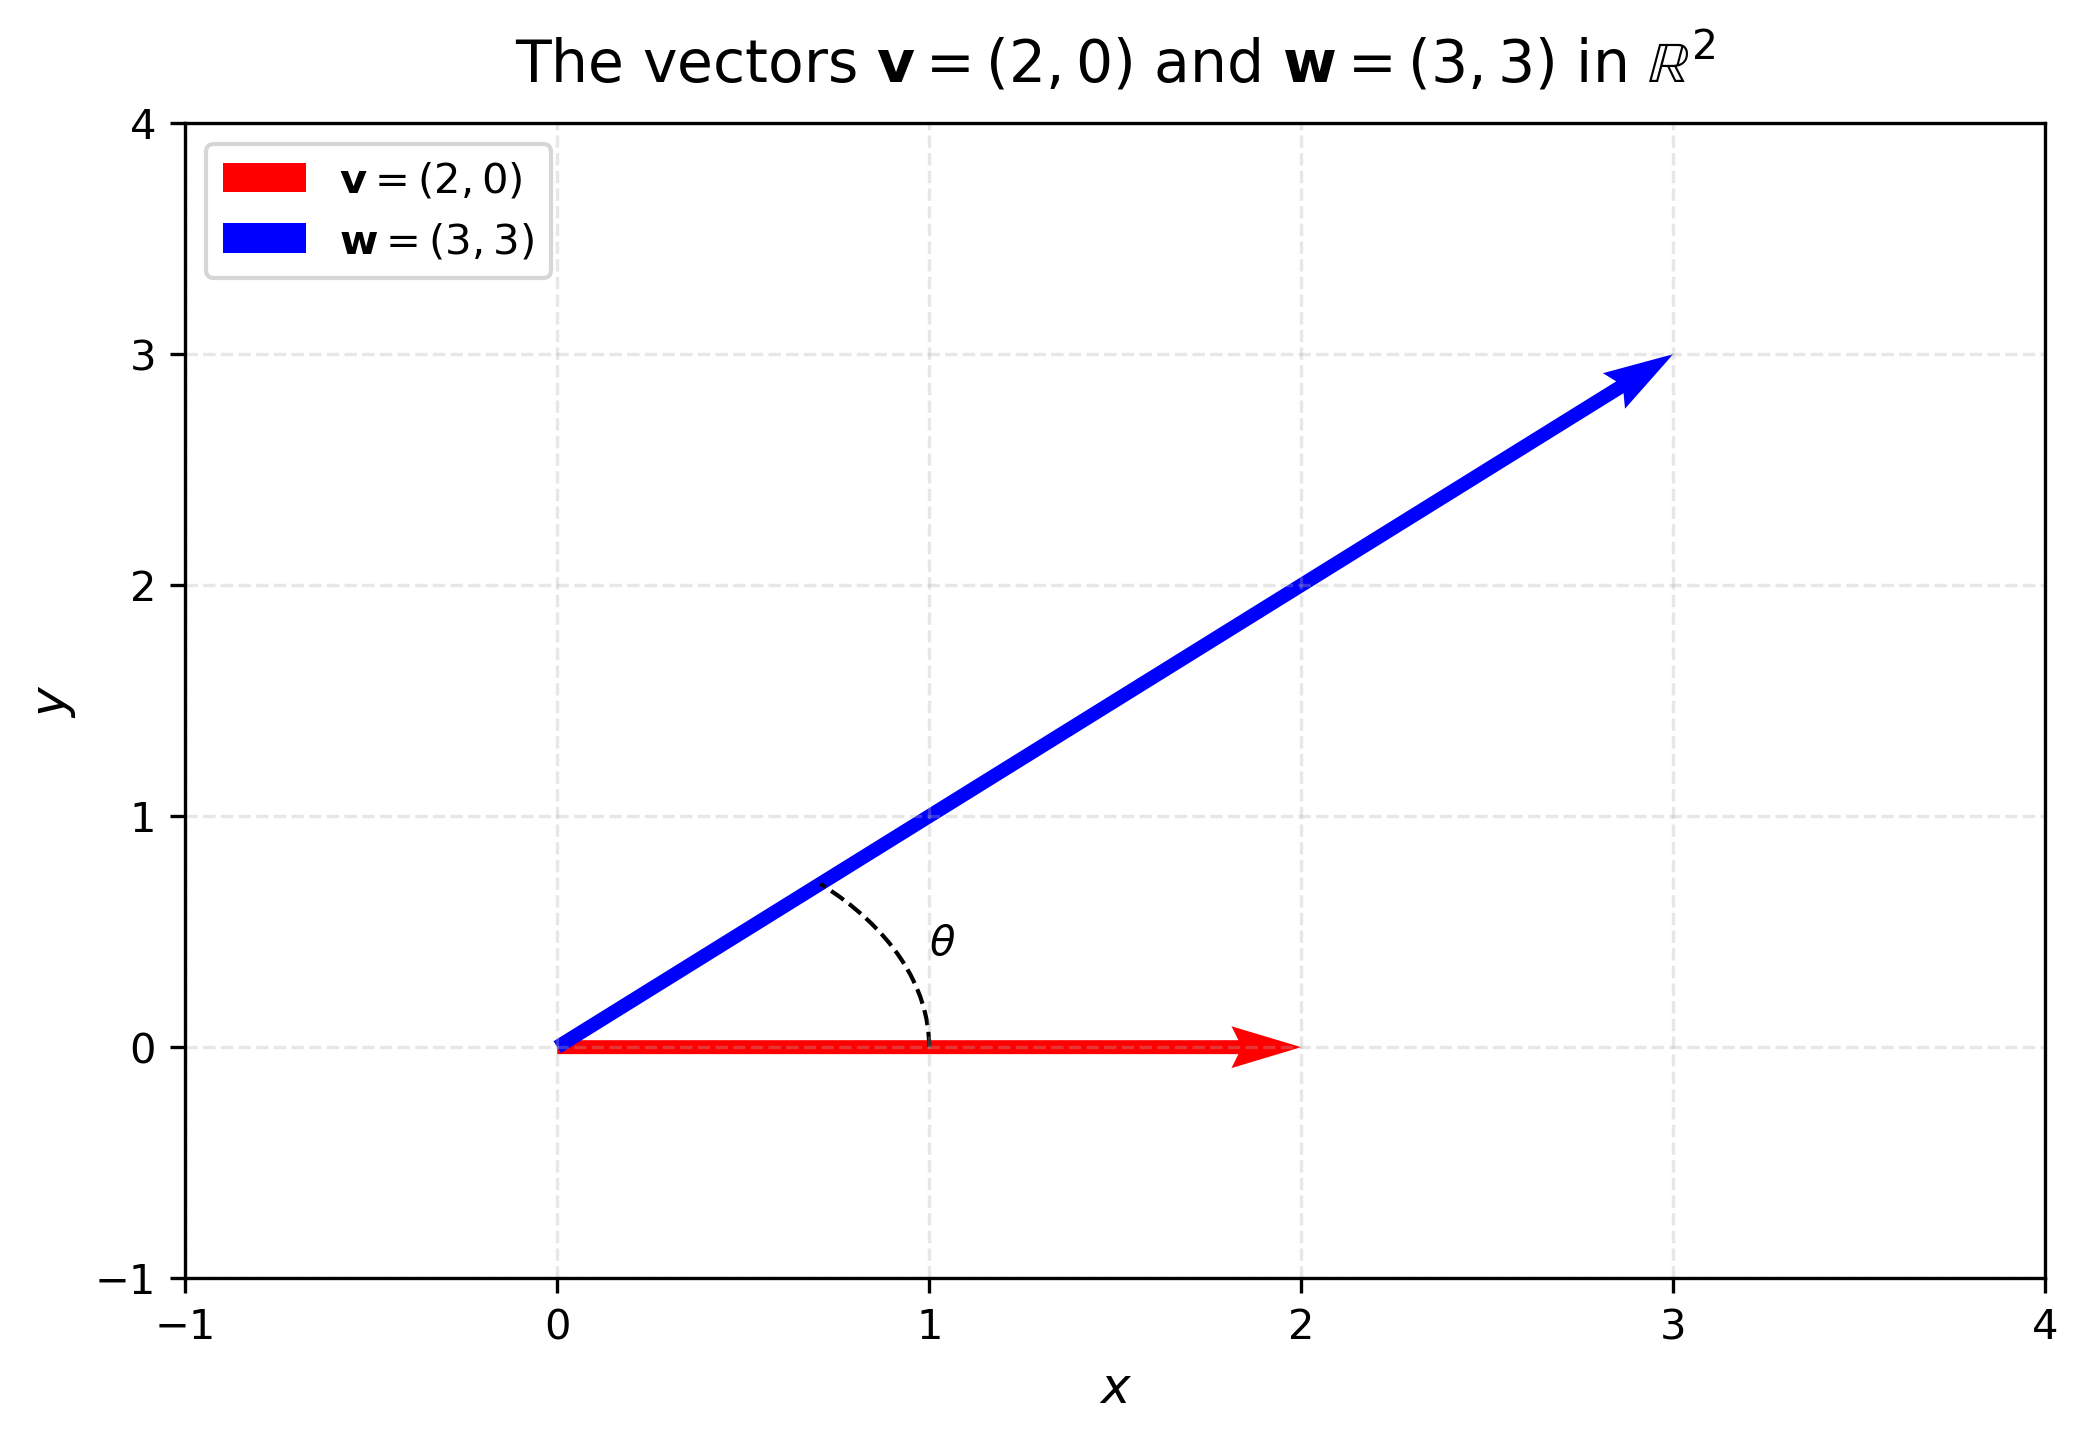 The vectors v = (2, 0) and w = (3, 3) in ℝ²
v = (2, 0)
w = (3, 3)
4
3
2
1
0
−1
y
θ
−1 0 1 2 3 4
x